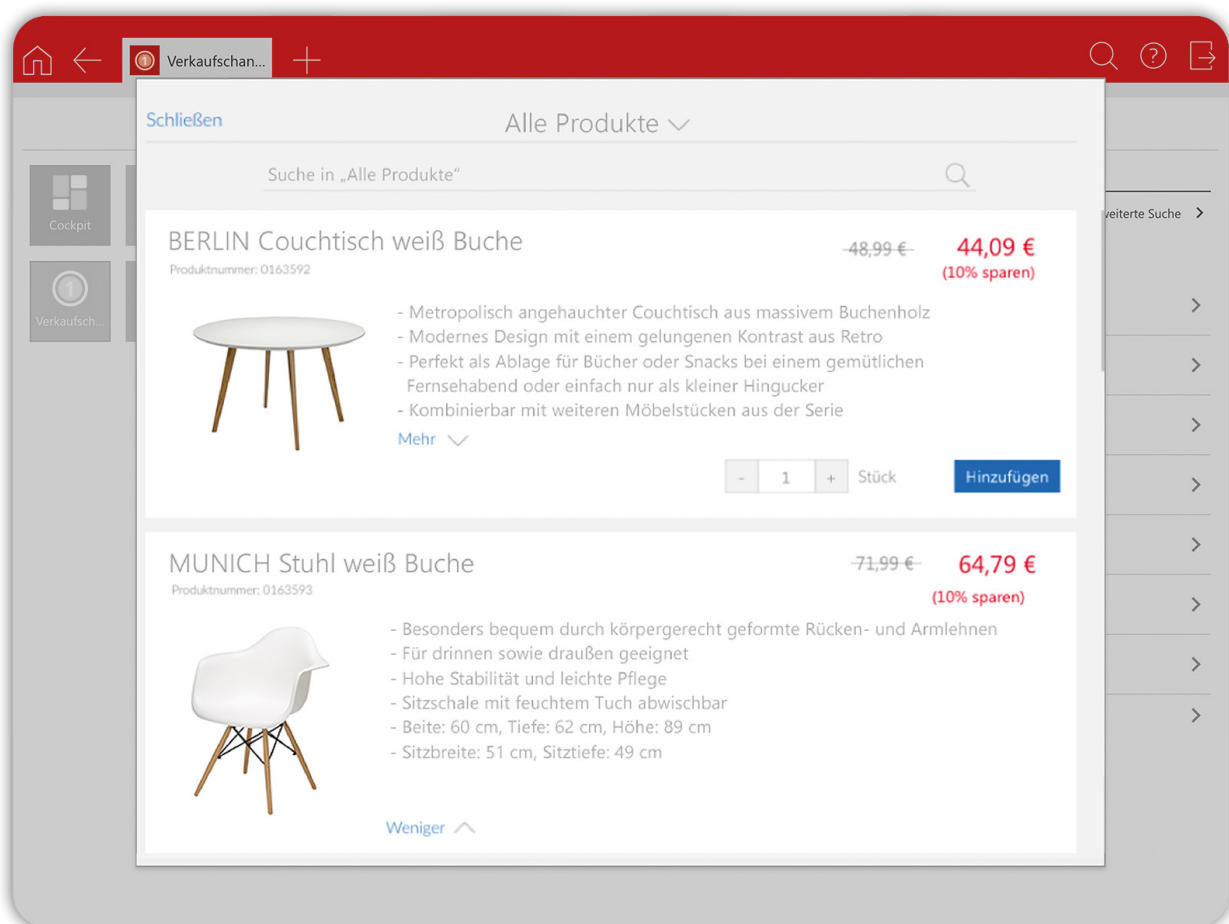 1 Verkaufschan...
Schließen
Alle Produkte
Suche in „Alle Produkte“
Cockpit
1
Verkaufsch...
weiterte Suche
BERLIN Couchtisch weiß Buche
48,99 € 44,09 €
Produktnummer: 0163592
(10% sparen)
- Metropolisch angehauchter Couchtisch aus massivem Buchenholz
- Modernes Design mit einem gelungenen Kontrast aus Retro
- Perfekt als Ablage für Bücher oder Snacks bei einem gemütlichen
Fernsehabend oder einfach nur als kleiner Hingucker
- Kombinierbar mit weiteren Möbelstücken aus der Serie
Mehr
- 1 + Stück Hinzufügen
MUNICH Stuhl weiß Buche
71,99 € 64,79 €
Produktnummer: 0163593
(10% sparen)
- Besonders bequem durch körpergerecht geformte Rücken- und Armlehnen
- Für drinnen sowie draußen geeignet
- Hohe Stabilität und leichte Pflege
- Sitzschale mit feuchtem Tuch abwischbar
- Beite: 60 cm, Tiefe: 62 cm, Höhe: 89 cm
- Sitzbreite: 51 cm, Sitztiefe: 49 cm
Weniger